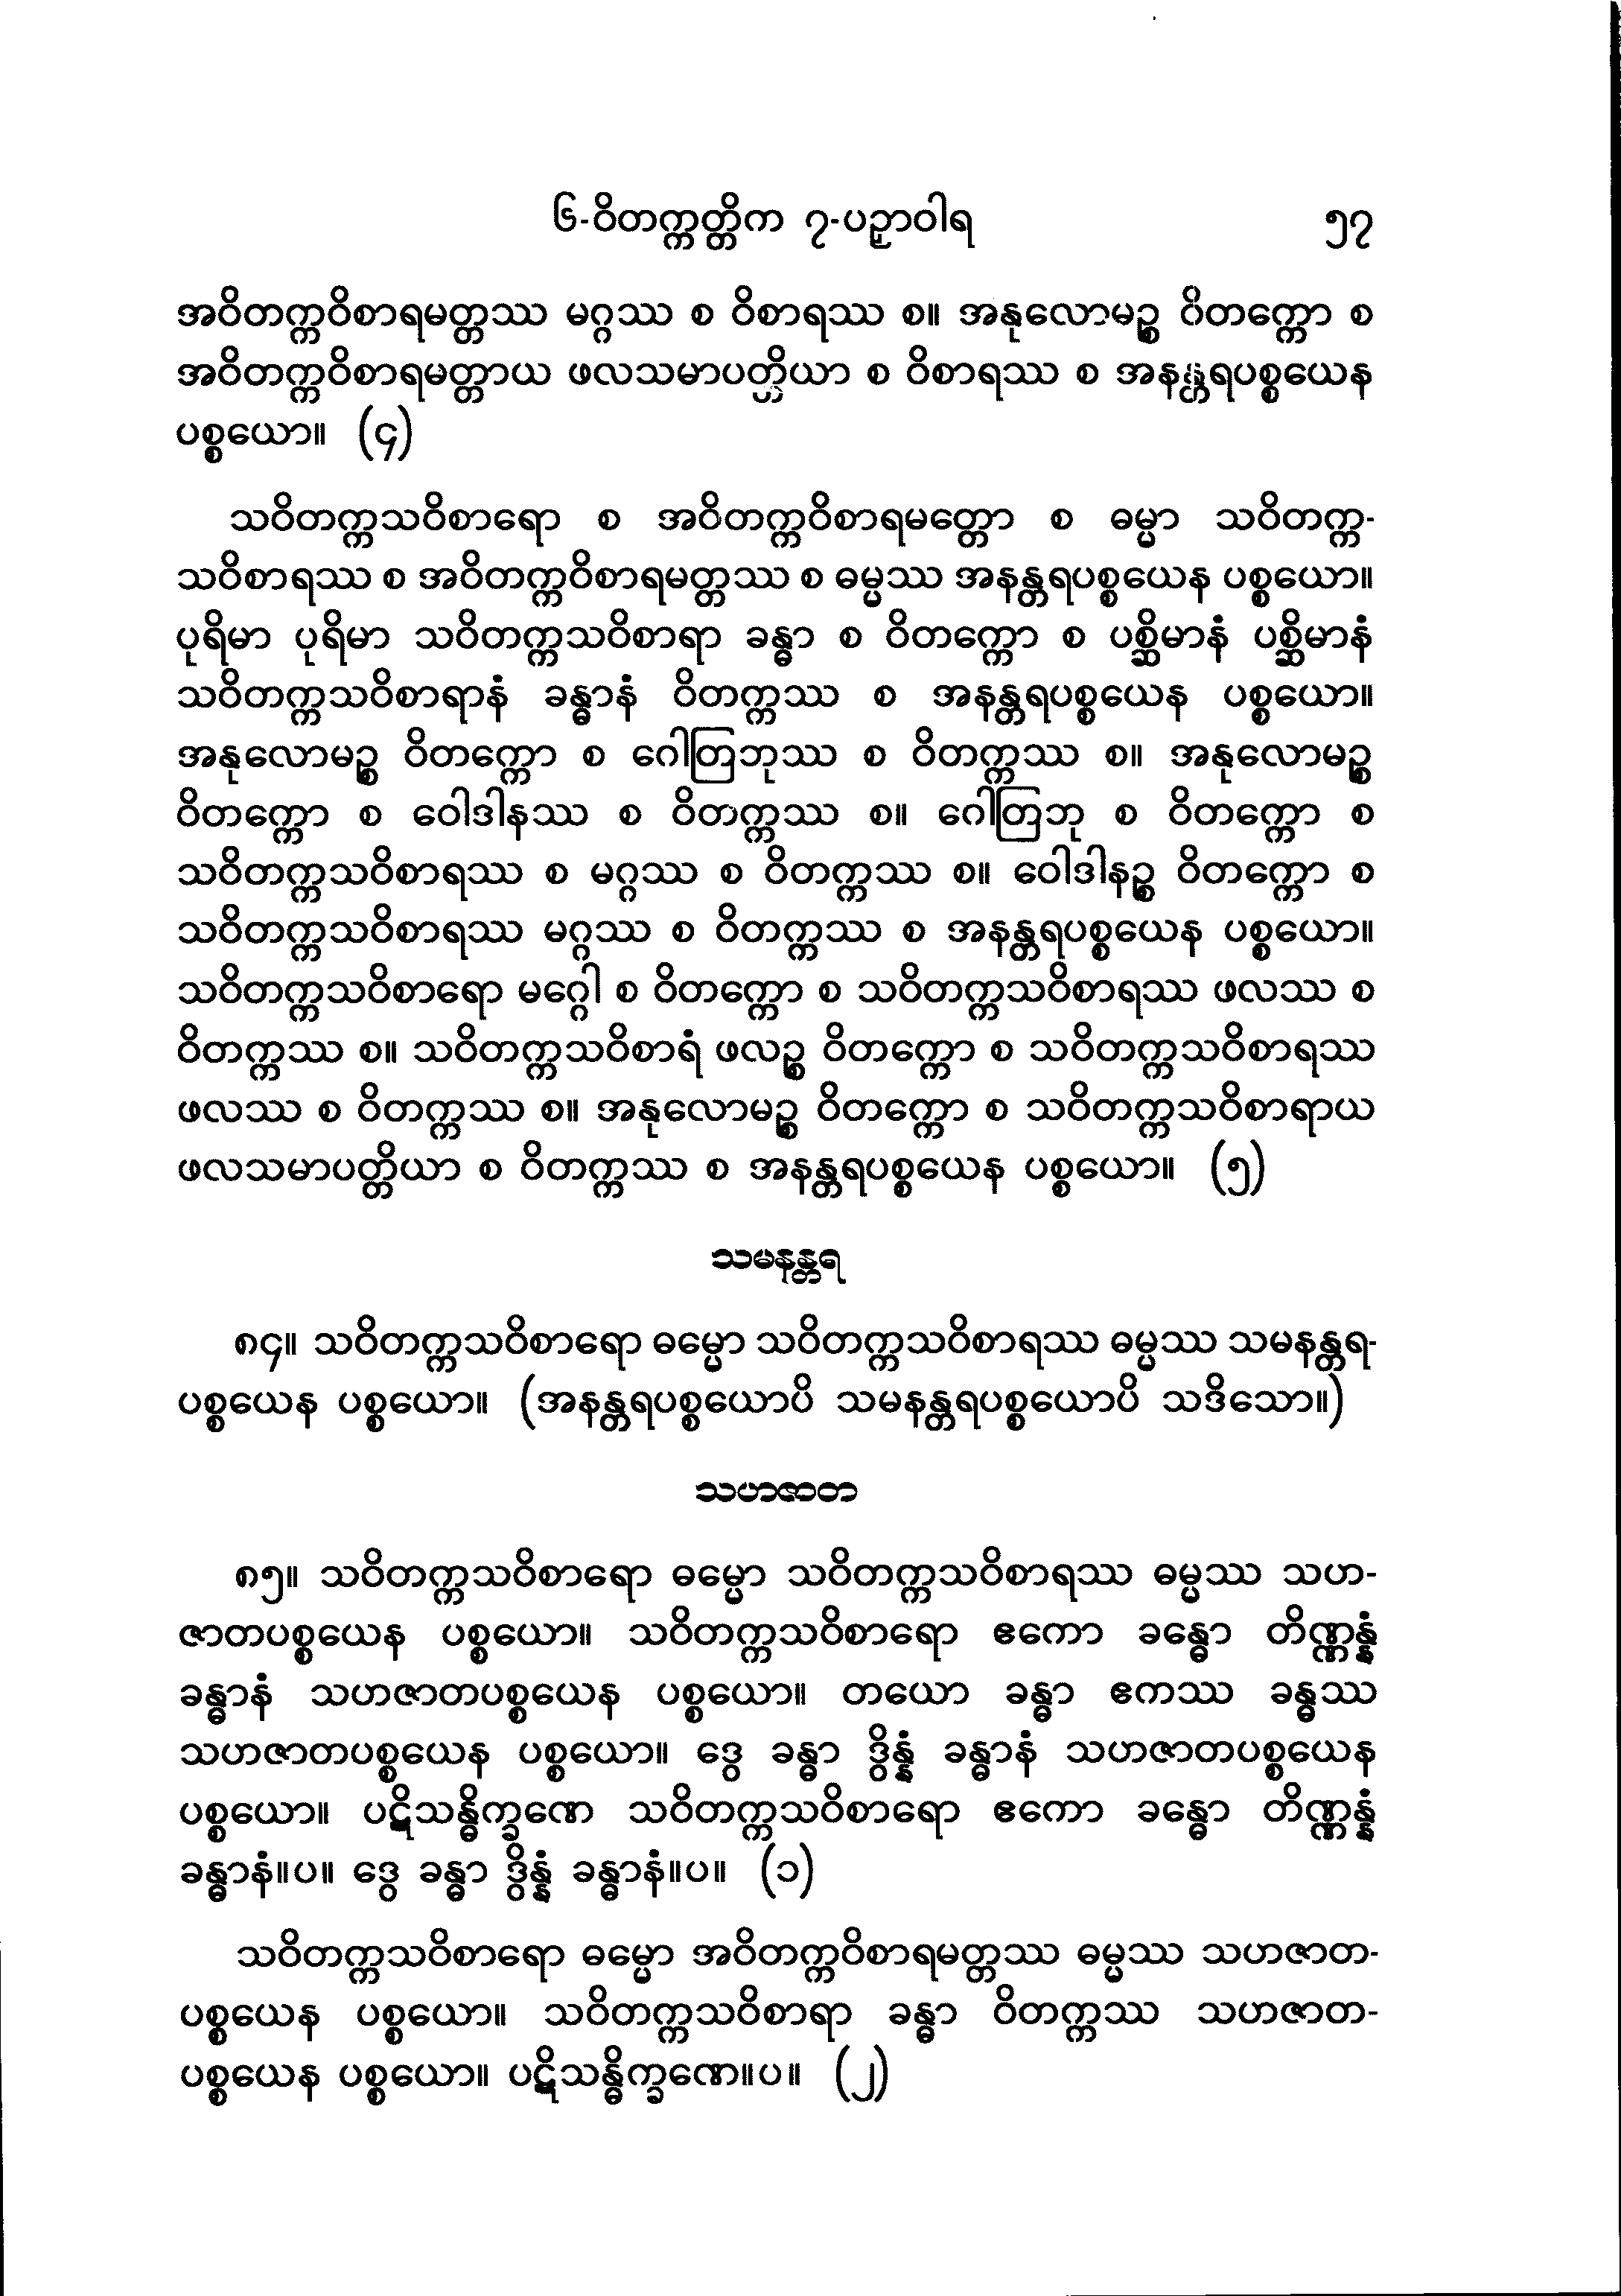 ၆-ဝိတက္ကတ္တိက ၇-ပဉှာဝါရ ၅၇
အဝိတက္ကဝိစာရမတ္တဿ မဂ္ဂဿ စ ဝိစာရဿ စ။ အနုလောမဉ္စ ဝိတက္ကော စ
အဝိတက္ကဝိစာရမတ္တာယ ဖလသမာပတ္တိယာ စ ဝိစာရဿ စ အနန္တရပစ္စယေန
ပစ္စယော။ (၄)
သဝိတက္ကသဝိစာရော စ အဝိတက္ကဝိစာရမတ္တော စ ဓမ္မာ သဝိတက္က-
သဝိစာရဿ စ အဝိတက္ကဝိစာရမတ္တဿ စ ဓမ္မဿ အနန္တရပစ္စယေန ပစ္စယော။
ပုရိမာ ပုရိမာ သဝိတက္ကသဝိစာရာ ခန္ဓာ စ ဝိတက္ကော စ ပစ္ဆိမာနံ ပစ္ဆိမာနံ
သဝိတက္ကသဝိစာရာနံ ခန္ဓာနံ ဝိတက္ကဿ စ အနန္တရပစ္စယေန ပစ္စယော။
အနုလောမဉ္စ ဝိတက္ကော စ ဂေါတြဘုဿ စ ဝိတက္ကဿ စ။ အနုလောမဉ္စ
ဝိတက္ကော စ ဝေါဒါနဿ စ ဝိတက္ကဿ စ။ ဂေါတြဘု စ ဝိတက္ကော စ
သဝိတက္ကသဝိစာရဿ စ မဂ္ဂဿ စ ဝိတက္ကဿ စ။ ဝေါဒါနဉ္စ ဝိတက္ကော စ
သဝိတက္ကသဝိစာရဿ မဂ္ဂဿ စ ဝိတက္ကဿ စ အနန္တရပစ္စယေန ပစ္စယော။
သဝိတက္ကသဝိစာရော မဂ္ဂေါ စ ဝိတက္ကော စ သဝိတက္ကသဝိစာရဿ ဖလဿ စ
ဝိတက္ကဿ စ။ သဝိတက္ကသဝိစာရံ ဖလဉ္စ ဝိတက္ကော စ သဝိတက္ကသဝိစာရဿ
ဖလဿ စ ဝိတက္ကဿ စ။ အနုလောမဉ္စ ဝိတက္ကော စ သဝိတက္ကသဝိစာရာယ
ဖလသမာပတ္တိယာ စ ဝိတက္ကဿ စ အနန္တရပစ္စယေန ပစ္စယော။ (၅)
သမနန္တရ
၈၄။ သဝိတက္ကသဝိစာရော ဓမ္မော သဝိတက္ကသဝိစာရဿ ဓမ္မဿ သမနန္တရ-
ပစ္စယေန ပစ္စယော။ (အနန္တရပစ္စယောပိ သမနန္တရပစ္စယောပိ သဒိသော။)
သဟဇာတ
၈၅။ သဝိတက္ကသဝိစာရော ဓမ္မော သဝိတက္ကသဝိစာရဿ ဓမ္မဿ သဟ-
ဇာတပစ္စယေန ပစ္စယော။ သဝိတက္ကသဝိစာရော ဧကော ခန္ဓော တိဏ္ဏန္နံ
ခန္ဓာနံ သဟဇာတပစ္စယေန ပစ္စယော။ တယော ခန္ဓာ ဧကဿ ခန္ဓဿ
သဟဇာတပစ္စယေန ပစ္စယော။ ဒွေ ခန္ဓာ ဒွိန္နံ ခန္ဓာနံ သဟဇာတပစ္စယေန
ပစ္စယော။ ပဋိသန္ဓိက္ခဏေ သဝိတက္ကသဝိစာရော ဧကော ခန္ဓော တိဏ္ဏန္နံ
ခန္ဓာနံ။ပ။ ဒွေ ခန္ဓာ ဒွိန္နံ ခန္ဓာနံ။ပ။ (၁)
သဝိတက္ကသဝိစာရော ဓမ္မော အဝိတက္ကဝိစာရမတ္တဿ ဓမ္မဿ သဟဇာတ-
ပစ္စယေန ပစ္စယော။ သဝိတက္ကသဝိစာရာ ခန္ဓာ ဝိတက္ကဿ သဟဇာတ-
ပစ္စယေန ပစ္စယော။ ပဋိသန္ဓိက္ခဏေ။ပ။ (၂)